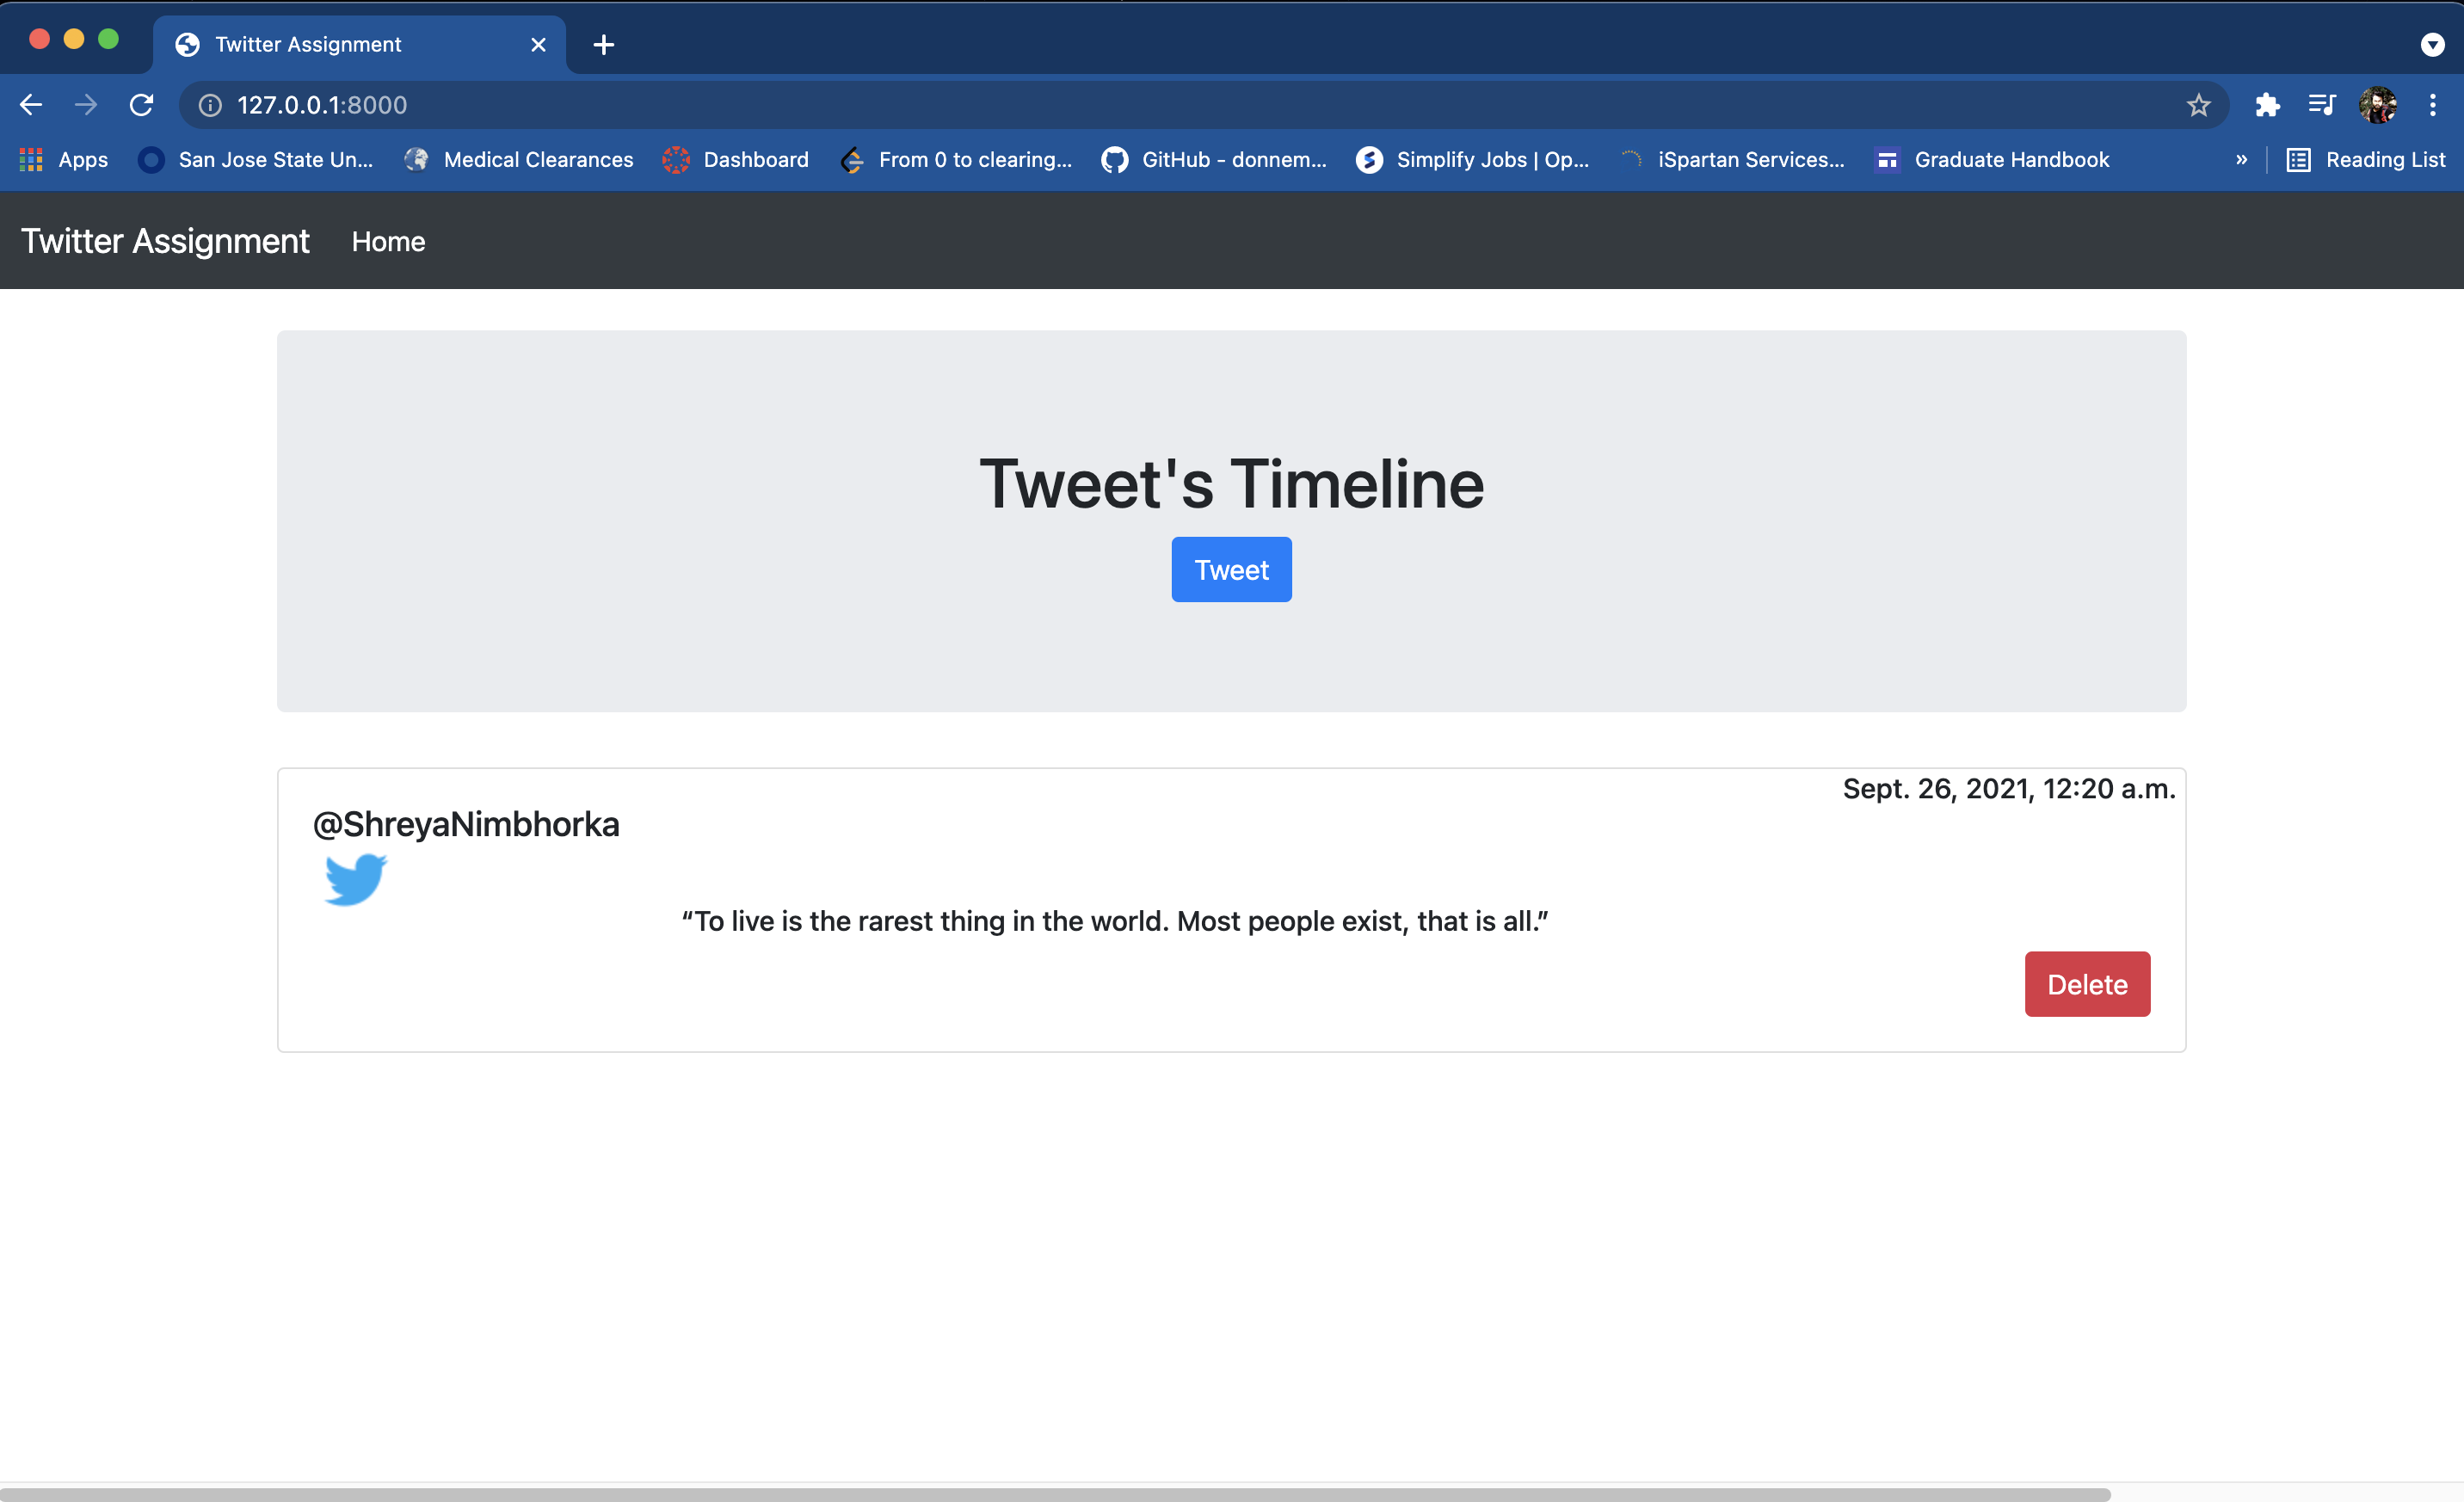 Twitter Assignment
127.0.0.1:8000
Apps San Jose State Un... Medical Clearances Dashboard From 0 to clearing... GitHub - donnem... Simplify Jobs | Op... iSpartan Services... Graduate Handbook » Reading List
Twitter Assignment Home
Tweet's Timeline
Tweet
Sept. 26, 2021, 12:20 a.m.
@ShreyaNimbhorka
“To live is the rarest thing in the world. Most people exist, that is all.”
Delete